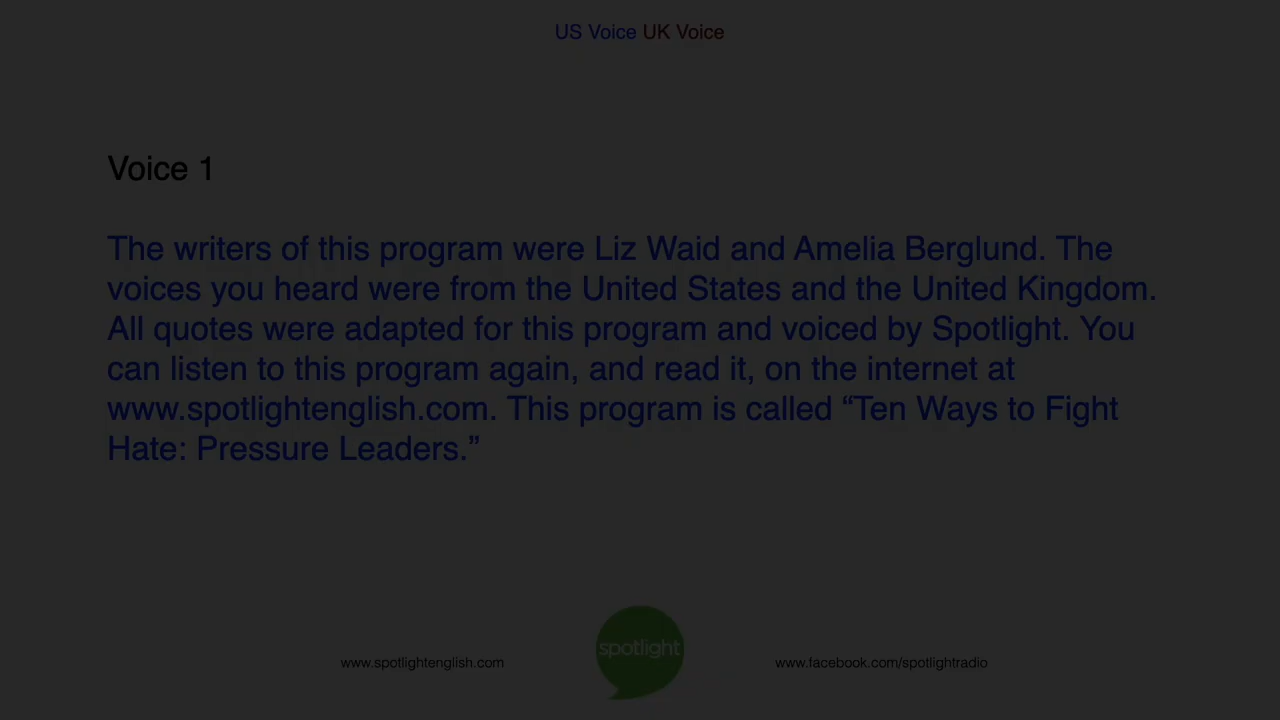 US Voice UK Voice
Voice 1
The writers of this program were Liz Waid and Amelia Berglund. The
voices you heard were from the United States and the United Kingdom.
All quotes were adapted for this program and voiced by Spotlight. You
can listen to this program again, and read it, on the internet at
www.spotlightenglish.com. This program is called “Ten Ways to Fight
Hate: Pressure Leaders.”
spotlight
www.spotlightenglish.com
www.facebook.com/spotlightradio